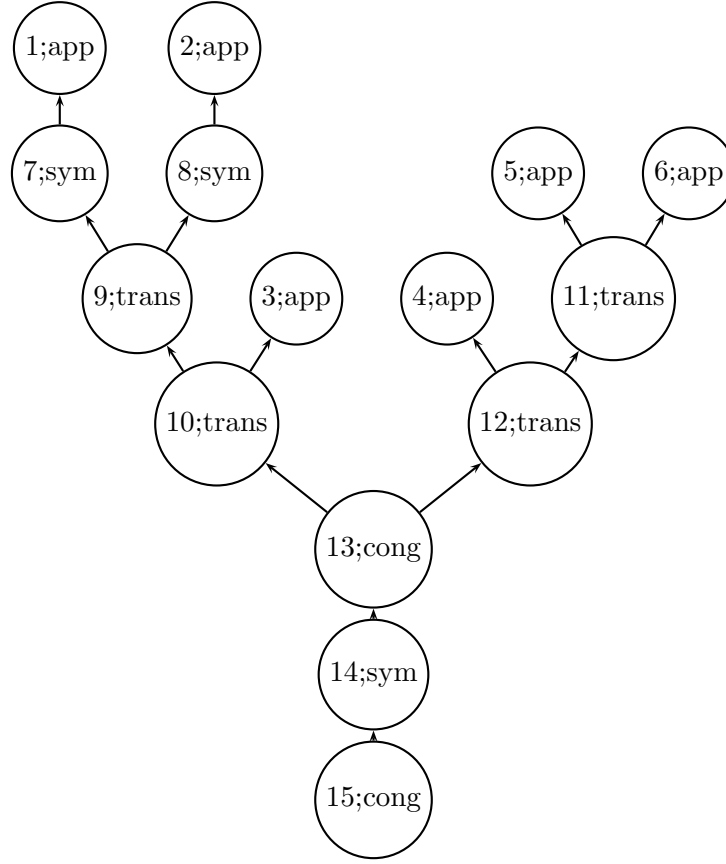 1;app
2;app
7;sym
8;sym
5;app
6;app
9;trans
3;app
4;app
11;trans
10;trans
12;trans
13;cong
14;sym
15;cong